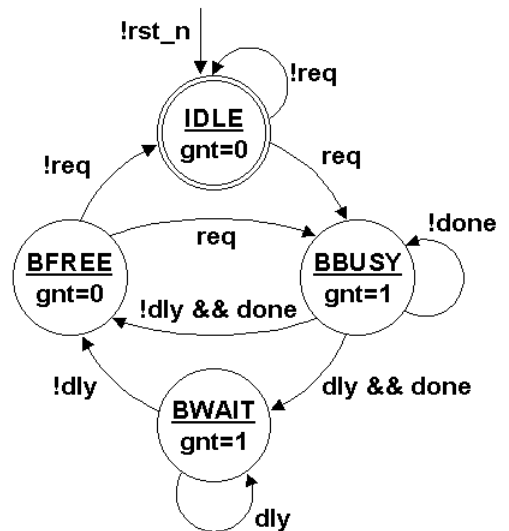 !rst_n
!req
IDLE
gnt=0
!req
req
req
!done
BFREE
gnt=0
BBUSY
gnt=1
!dly && done
!dly
dly && done
BWAIT
gnt=1
dly